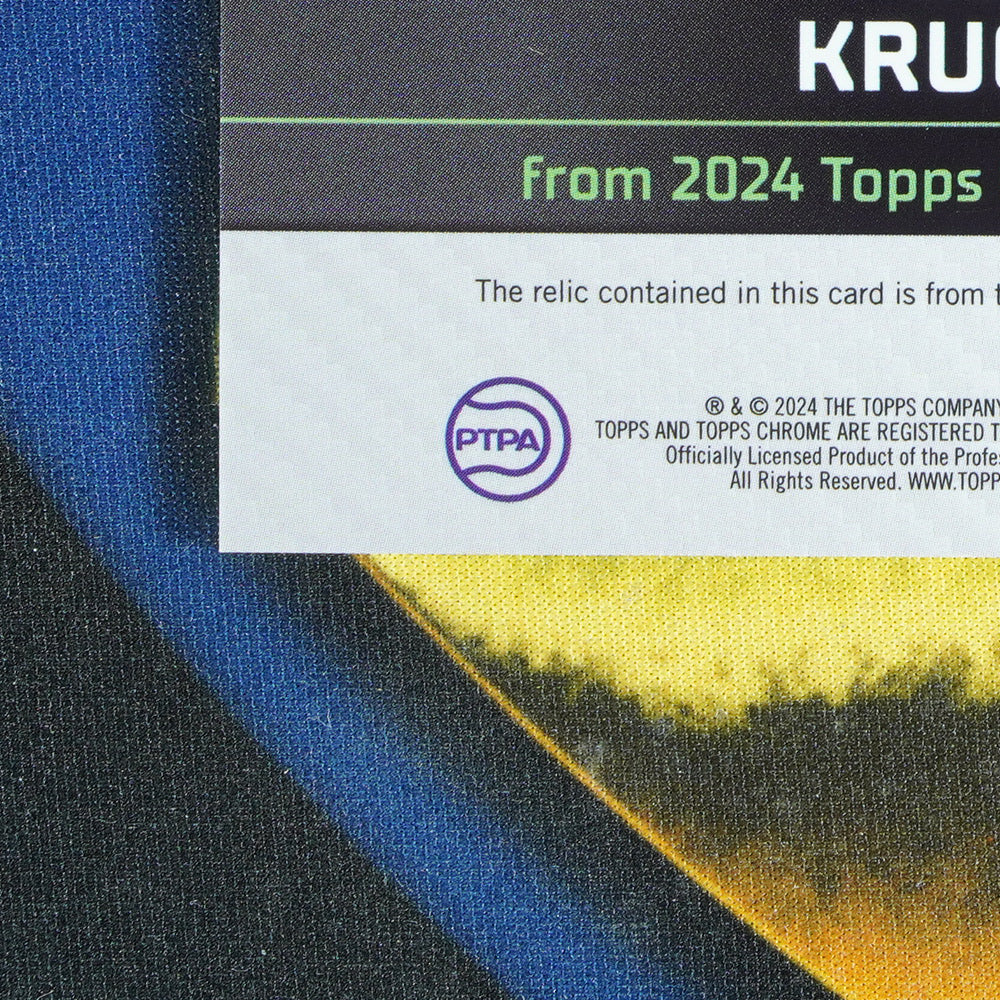 KRU
from 2024 Topps
The relic contained in this card is from
PTPA
® & © 2024 THE TOPPS COMPANY
TOPPS AND TOPPS CHROME ARE REGISTERED
Officially Licensed Product of the
All Rights Reserved. WWW.TOPP